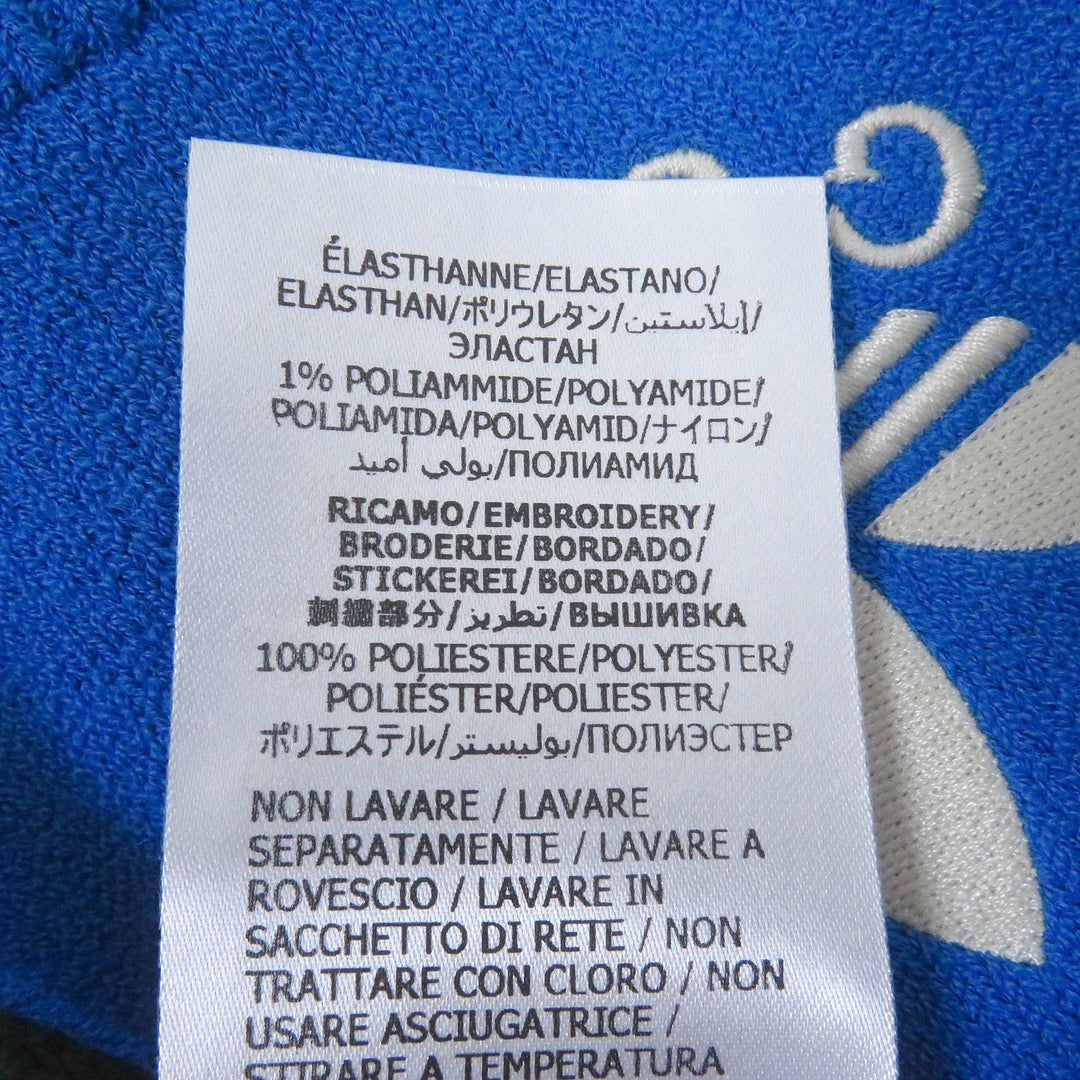 ÉLASTHANNE/ELASTANO/
ELASTHAN/ポリウレタン/إيلاستين/
ЭЛАСТАН
1% POLIAMMIDE/POLYAMIDE/
POLIAMIDA/POLYAMID/ナイロン/
بولي أميد/ПОЛИАМИД
RICAMO/EMBROIDERY/
BRODERIE/BORDADO/
STICKEREI/BORDADO/
刺繍部分/تطريز/ВЫШИВКА
100% POLIESTERE/POLYESTER/
POLIÉSTER/POLIESTER/
ポリエステル/بوليستر/ПОЛИЭСТЕР
NON LAVARE / LAVARE
SEPARATAMENTE / LAVARE A
ROVESCIO / LAVARE IN
SACCHETTO DI RETE / NON
TRATTARE CON CLORO / NON
USARE ASCIUGATRICE /
STIRARE A TEMPERATURA